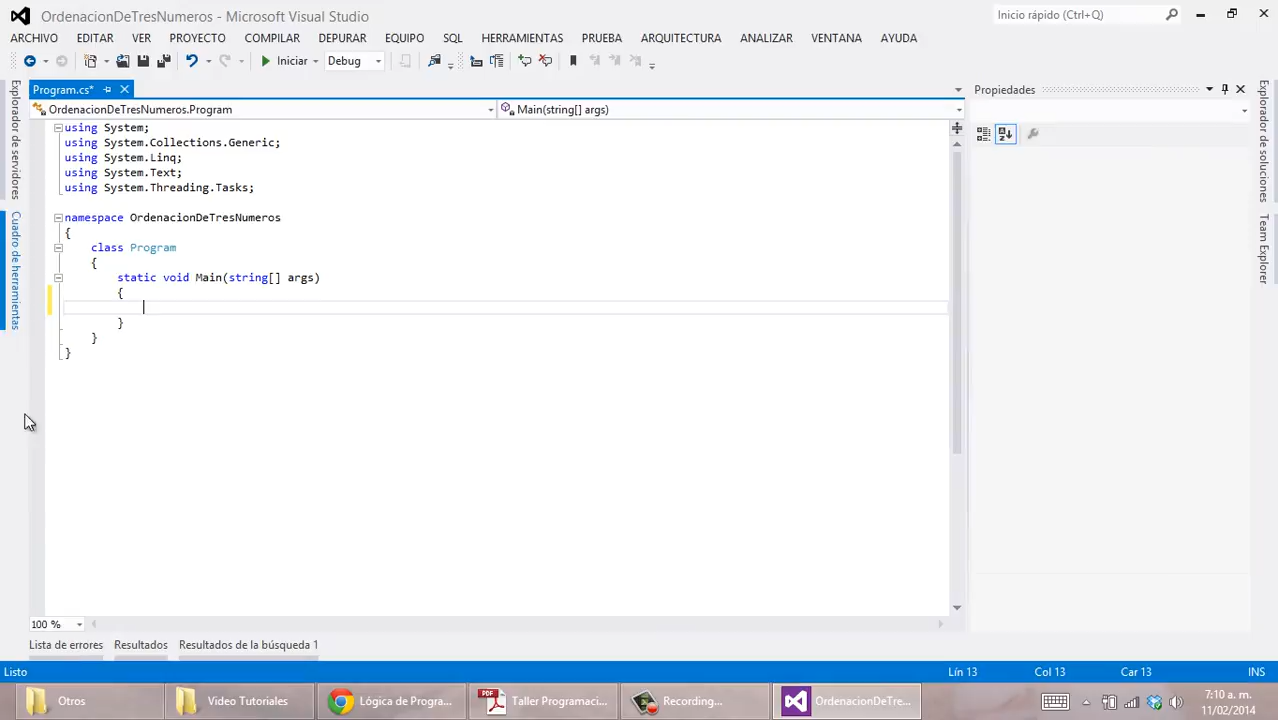 OrdenacionDeTresNumeros - Microsoft Visual Studio
Inicio rápido (Ctrl+Q)
ARCHIVO EDITAR VER PROYECTO COMPILAR DEPURAR EQUIPO SQL HERRAMIENTAS PRUEBA ARQUITECTURA ANALIZAR VENTANA AYUDA
Iniciar Debug
Explorador de servidores
Cuadro de herramientas
Program.cs*
OrdenacionDeTresNumeros.Program Main(string[] args)
using System;
using System.Collections.Generic;
using System.Linq;
using System.Text;
using System.Threading.Tasks;
namespace OrdenacionDeTresNumeros
{
class Program
{
static void Main(string[] args)
{
}
}
}
100 %
Propiedades
Explorador de soluciones
Team Explorer
Lista de errores Resultados Resultados de la búsqueda 1
Listo Lín 13 Col 13 Car 13 INS
Otros Video Tutoriales Lógica de Progra... PDF Taller Programaci... Recording... OrdenacionDeTre...
7:10 a. m.
11/02/2014